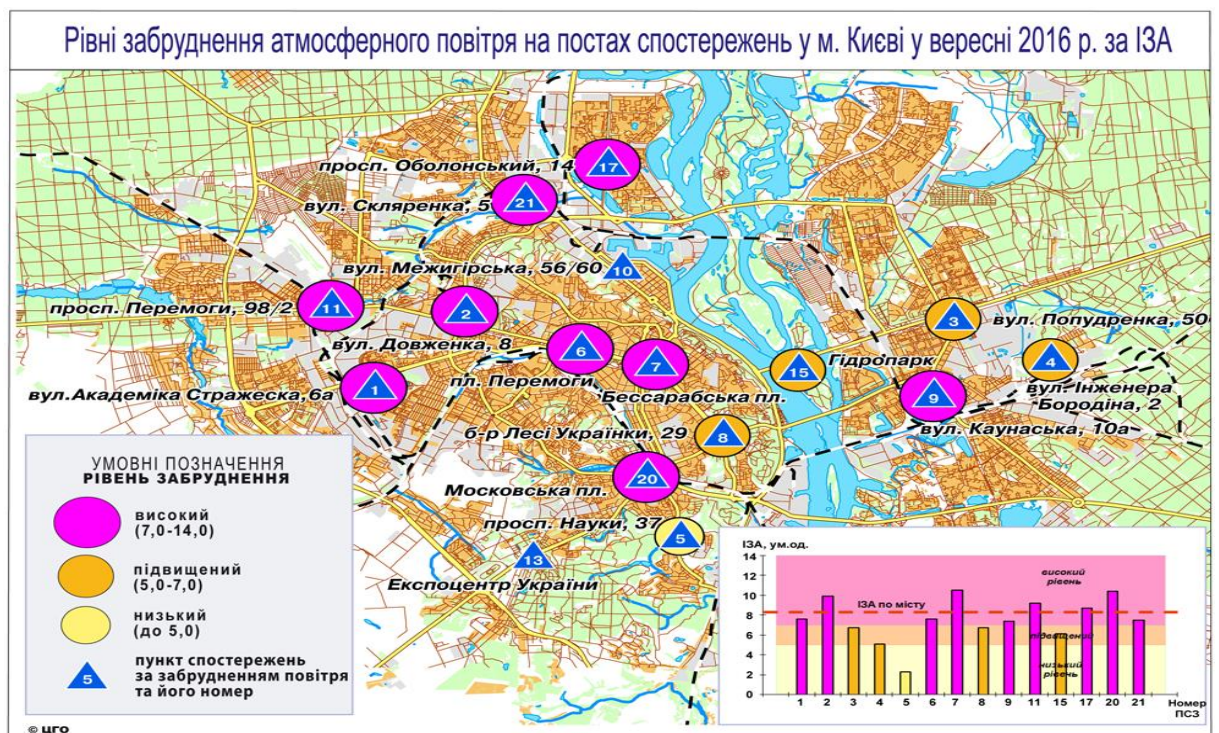 Рівні забруднення атмосферного повітря на постах спостережень у м. Києві у вересні 2016 р. за ІЗА
просп. Оболонський, 14
17
вул. Скляренка, 5
21
вул. Межигірська, 56/60
10
просп. Перемоги, 98/2
11
2
3
вул. Попудренка, 50
вул. Довженка, 8
6
7
15
Гідропарк
4
пл. Перемоги
вул.Академіка Стражеска,6а
1
Бессарабська пл.
9
вул. Інженера
Бородіна, 2
б-р Лесі Українки, 29
8
вул. Каунаська, 10а
Московська пл.
20
просп. Науки, 37
5
13
Експоцентр України
УМОВНІ ПОЗНАЧЕННЯ
РІВЕНЬ ЗАБРУДНЕННЯ
високий
(7,0-14,0)
підвищений
(5,0-7,0)
низький
(до 5,0)
5
пункт спостережень
за забрудненням повітря
та його номер
ІЗА, ум.од.
14
12
10
8
6
4
2
0
високий
рівень
ІЗА по місту
підвищений
низький
рівень
1 2 3 4 5 6 7 8 9 11 15 17 20 21
Номер
ПСЗ
© ЦГО